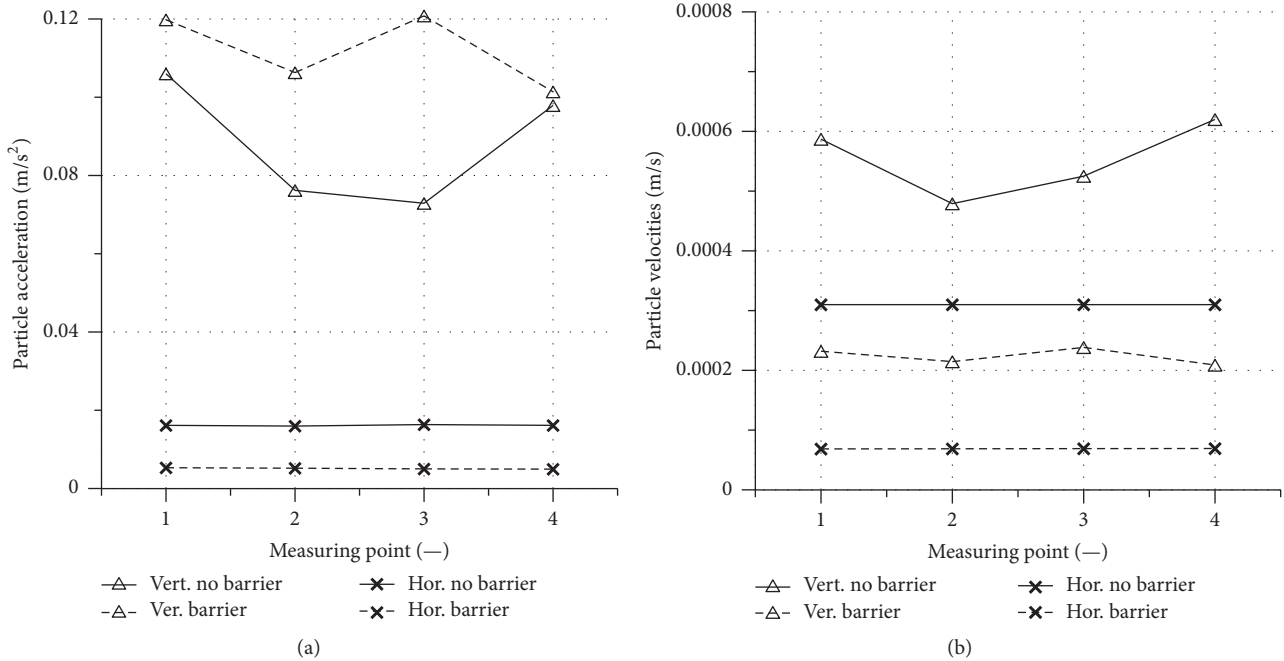 0.12
0.08
0.04
0
Particle acceleration (m/s²)
1 2 3 4
Measuring point (—)
Vert. no barrier
Ver. barrier
Hor. no barrier
Hor. barrier
(a)
0.0008
0.0006
0.0004
0.0002
0
Particle velocities (m/s)
1 2 3 4
Measuring point (—)
Vert. no barrier
Ver. barrier
Hor. no barrier
Hor. barrier
(b)